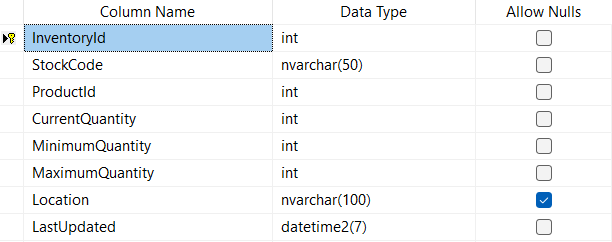 Column Name Data Type Allow Nulls
InventoryId int
StockCode nvarchar(50)
ProductId int
CurrentQuantity int
MinimumQuantity int
MaximumQuantity int
Location nvarchar(100)
LastUpdated datetime2(7)